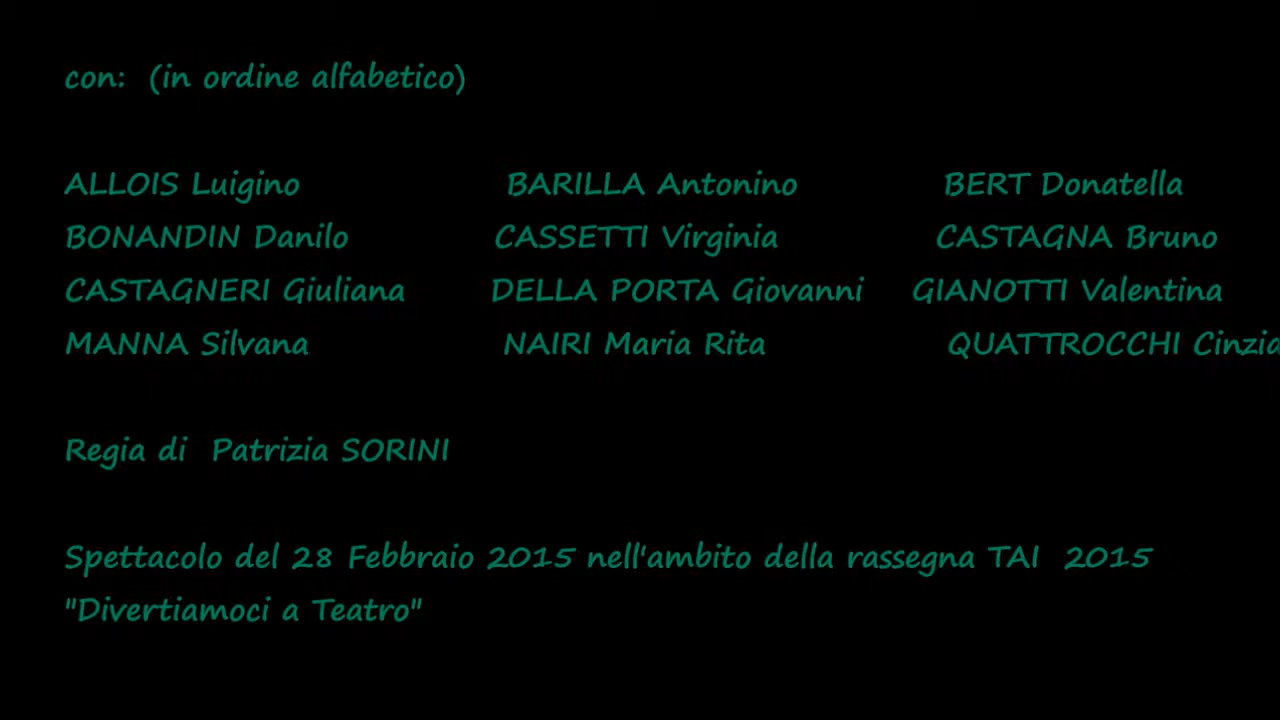 con: (in ordine alfabetico)
ALLOIS Luigino BARILLA Antonino BERT Donatella
BONANDIN Danilo CASSETTI Virginia CASTAGNA Bruno
CASTAGNERI Giuliana DELLA PORTA Giovanni GIANOTTI Valentina
MANNA Silvana NAIRI Maria Rita QUATTROCCHI Cinzia
Regia di Patrizia SORINI
Spettacolo del 28 Febbraio 2015 nell'ambito della rassegna TAI 2015
"Divertiamoci a Teatro"